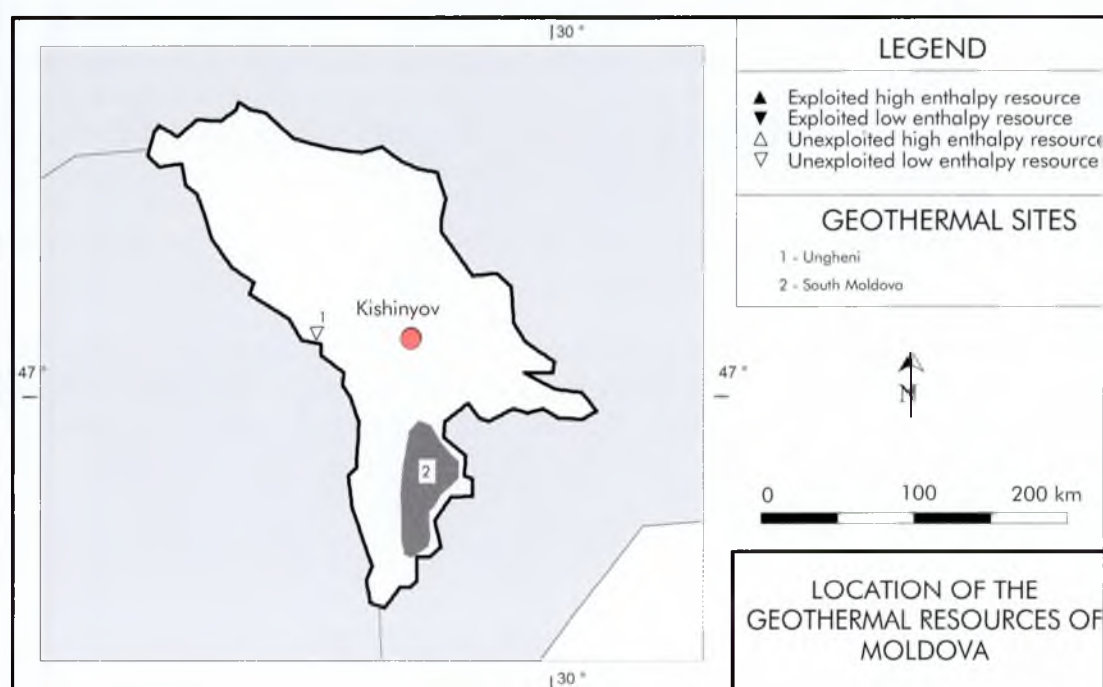 30 °
LEGEND
Exploited high enthalpy resource
Exploited low enthalpy resource
Unexploited high enthalpy resource
Unexploited low enthalpy resource
GEOTHERMAL SITES
1 - Ungheni
2 - South Moldova
1
Kishinyov
47 °
47 °
N
2
0 100 200 km
LOCATION OF THE
GEOTHERMAL RESOURCES OF
MOLDOVA
30 °